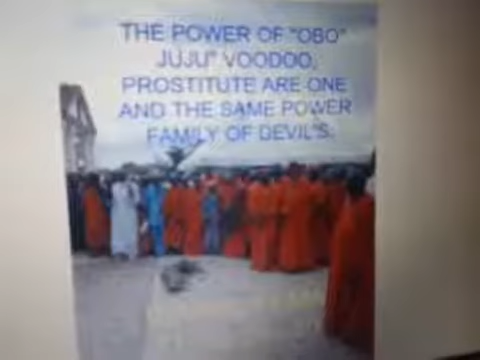 THE POWER OF "OBO"
JUJU" VOODOO,
PROSTITUTE ARE ONE
AND THE SAME POWER
FAMILY OF DEVIL'S.